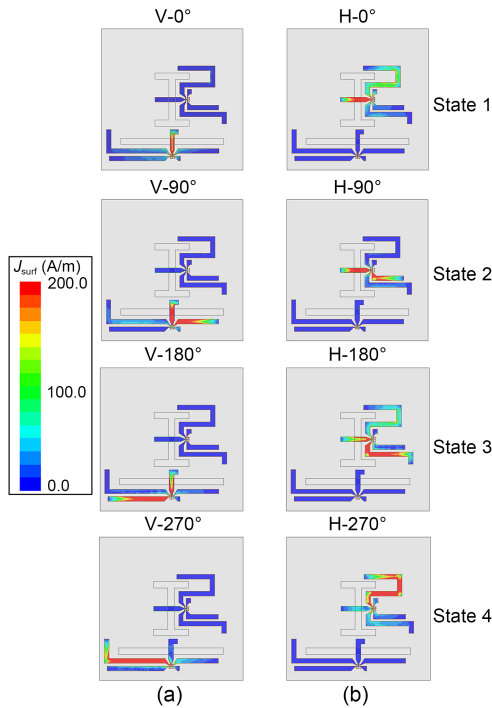 V-0°
H-0°
State 1
V-90°
H-90°
State 2
Jsurf (A/m)
200.0
100.0
0.0
V-180°
H-180°
State 3
V-270°
H-270°
State 4
(a)
(b)